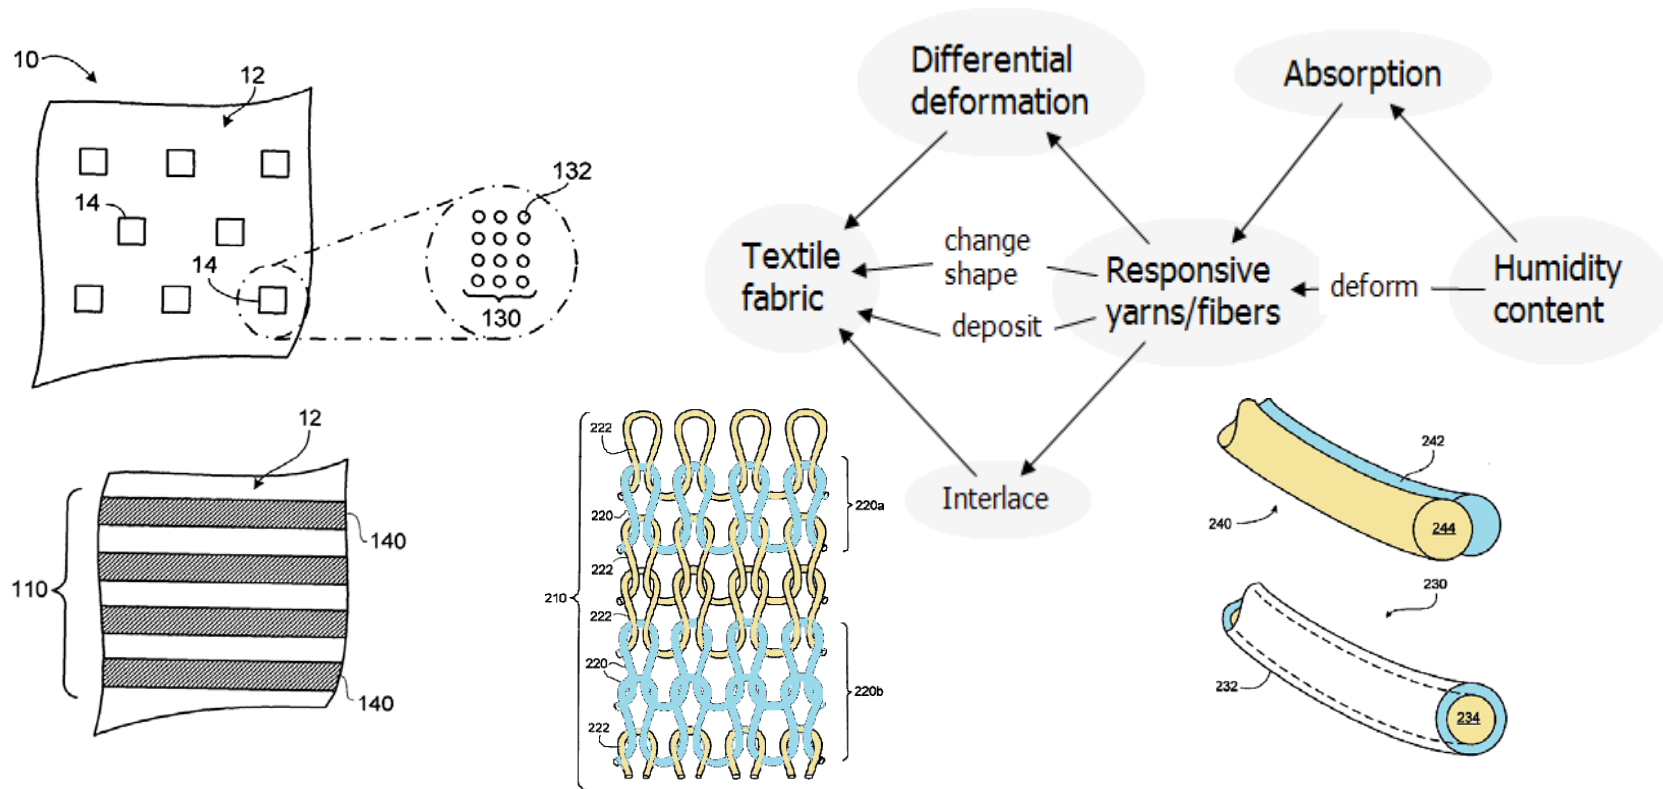 10
12
14
14
132
130
12
110
140
140
Differential
deformation
Absorption
Textile
fabric
change
shape
deposit
Responsive
yarns/fibers
deform
Humidity
content
Interlace
222
220
222
210
222
220
222
220a
220b
242
240
244
230
232
234